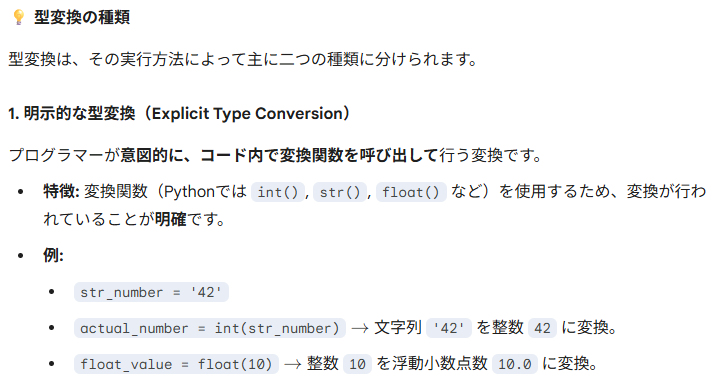 💡 型変換の種類
型変換は、その実行方法によって主に二つの種類に分けられます。
1. 明示的な型変換（Explicit Type Conversion）
プログラマーが意図的に、コード内で変換関数を呼び出して行う変換です。
• 特徴: 変換関数（Pythonでは int() , str() , float() など）を使用するため、変換が行わ
れていることが明確です。
• 例:
• str_number = '42'
• actual_number = int(str_number) → 文字列 '42' を整数 42 に変換。
• float_value = float(10) → 整数 10 を浮動小数点数 10.0 に変換。